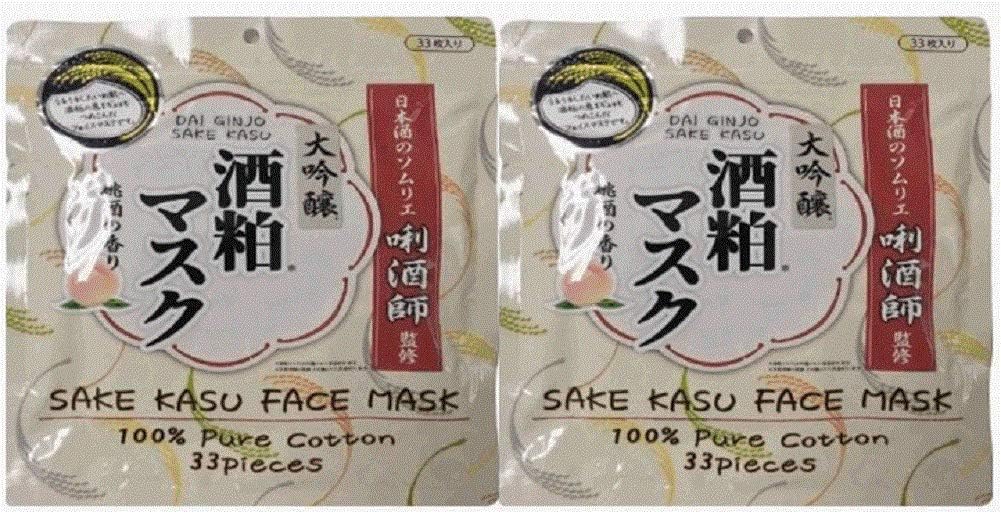 33枚入り
DAI GINJO
SAKE KASU
大吟醸
酒粕
マスク
の香り
日本酒のソムリエ
唎酒師
監修
SAKE KASU FACE MASK
100% Pure Cotton
33pieces
33枚入り
DAI GINJO
SAKE KASU
大吟醸
酒粕
マスク
の香り
日本酒のソムリエ
唎酒師
監修
SAKE KASU FACE MASK
100% Pure Cotton
33pieces